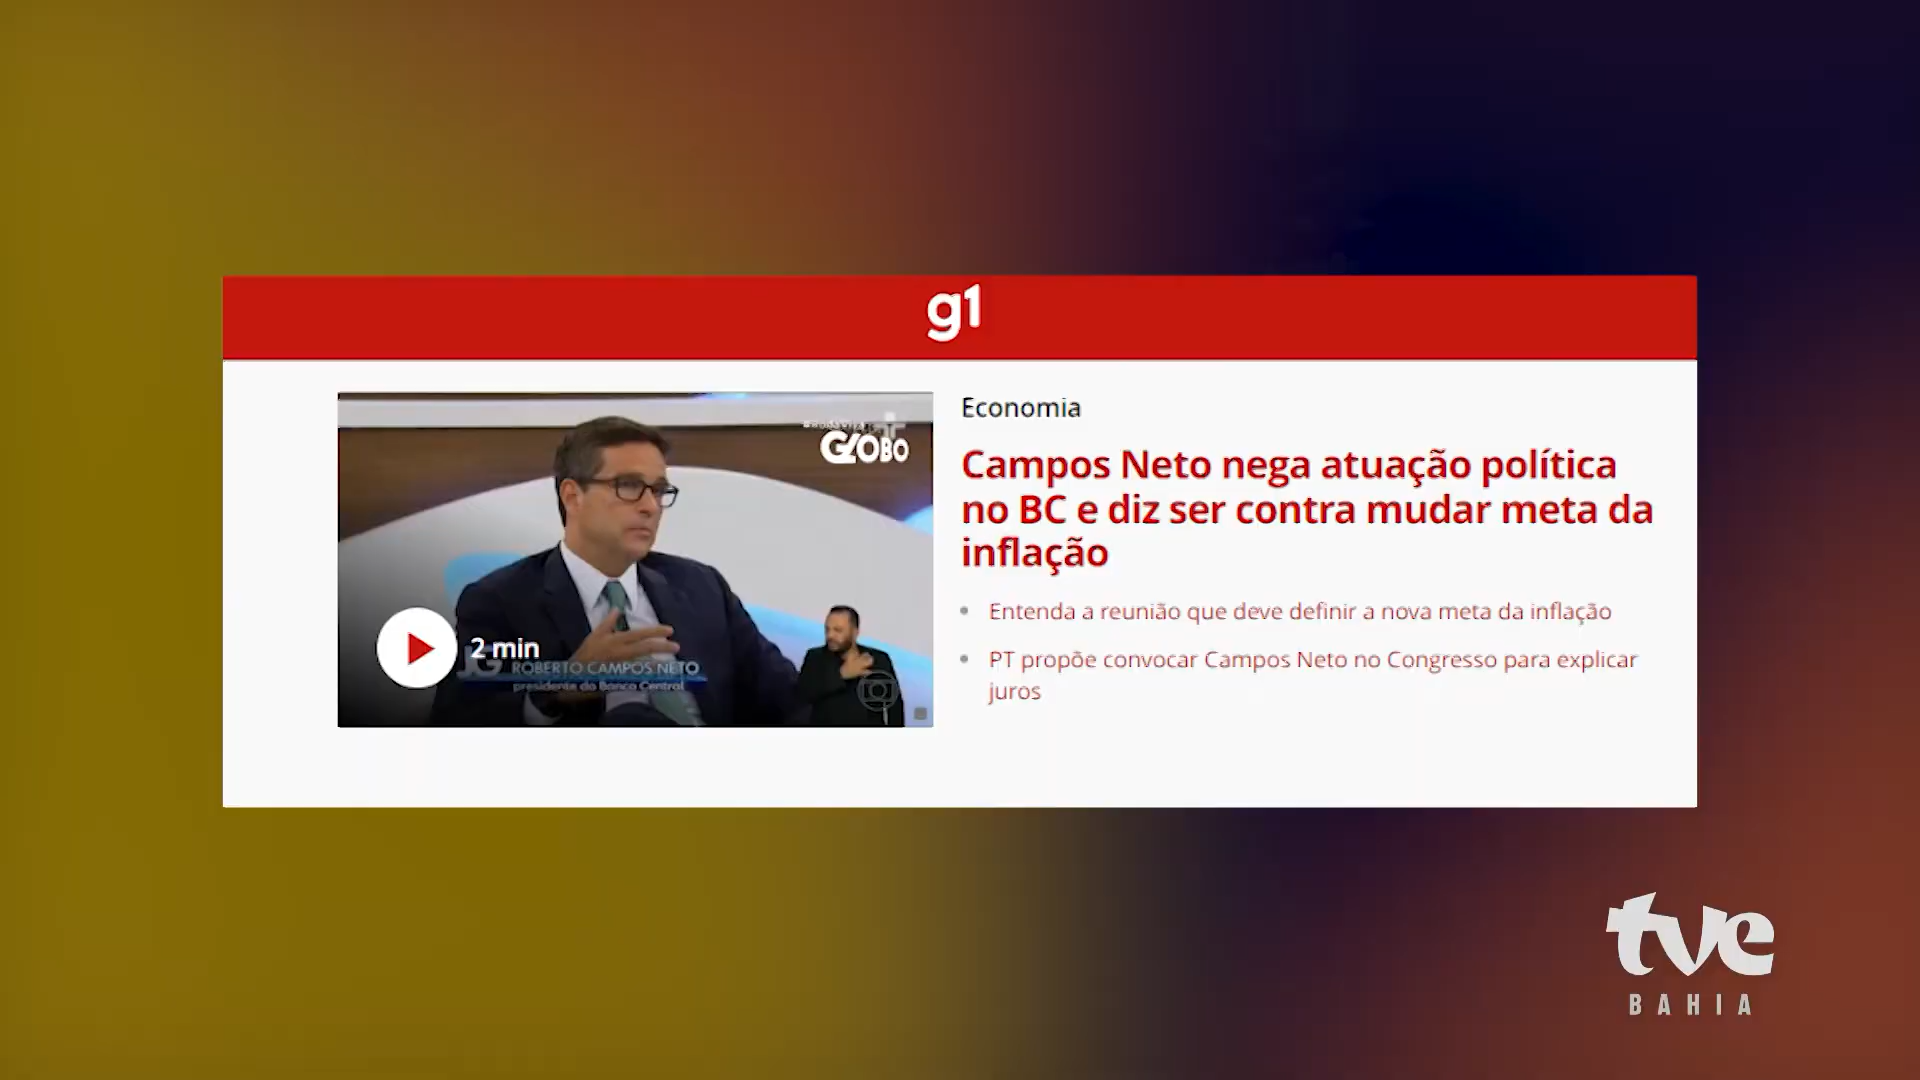 g1
GLOBO
2 min
ROBERTO CAMPOS NETO
presidente do Banco Central
Economia
Campos Neto nega atuação política
no BC e diz ser contra mudar meta da
inflação
Entenda a reunião que deve definir a nova meta da inflação
PT propõe convocar Campos Neto no Congresso para explicar
juros
tve
BAHIA